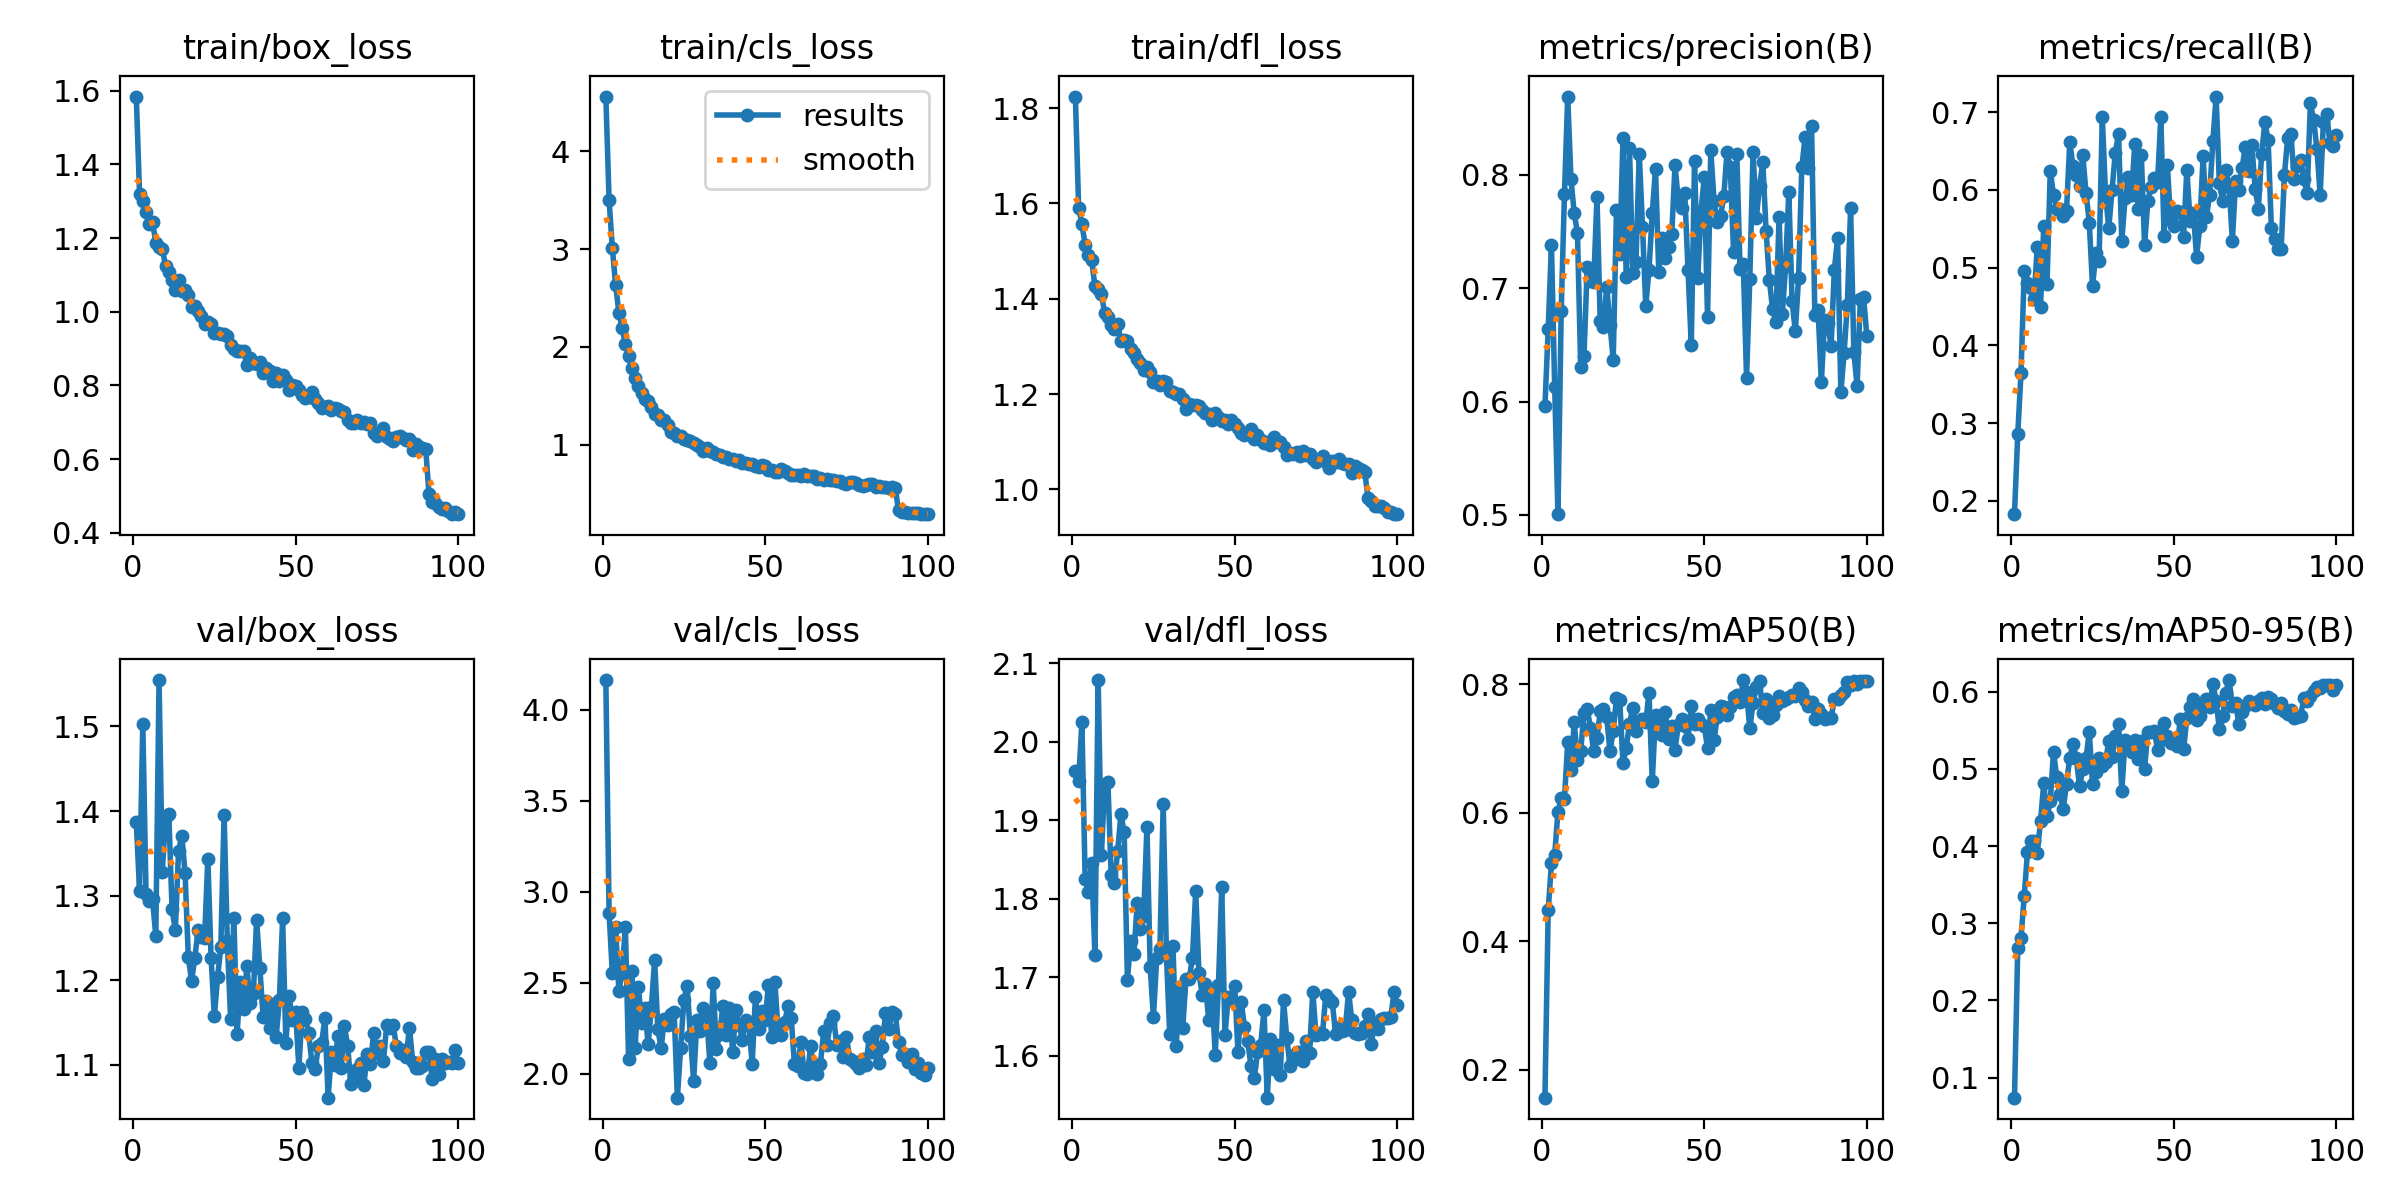 train/box_loss
1.6
1.4
1.2
1.0
0.8
0.6
0.4
0 50 100
train/cls_loss
results
smooth
4
3
2
1
0 50 100
train/dfl_loss
1.8
1.6
1.4
1.2
1.0
0 50 100
metrics/precision(B)
0.8
0.7
0.6
0.5
0 50 100
metrics/recall(B)
0.7
0.6
0.5
0.4
0.3
0.2
0 50 100
val/box_loss
1.5
1.4
1.3
1.2
1.1
0 50 100
val/cls_loss
4.0
3.5
3.0
2.5
2.0
0 50 100
val/dfl_loss
2.1
2.0
1.9
1.8
1.7
1.6
0 50 100
metrics/mAP50(B)
0.8
0.6
0.4
0.2
0 50 100
metrics/mAP50-95(B)
0.6
0.5
0.4
0.3
0.2
0.1
0 50 100